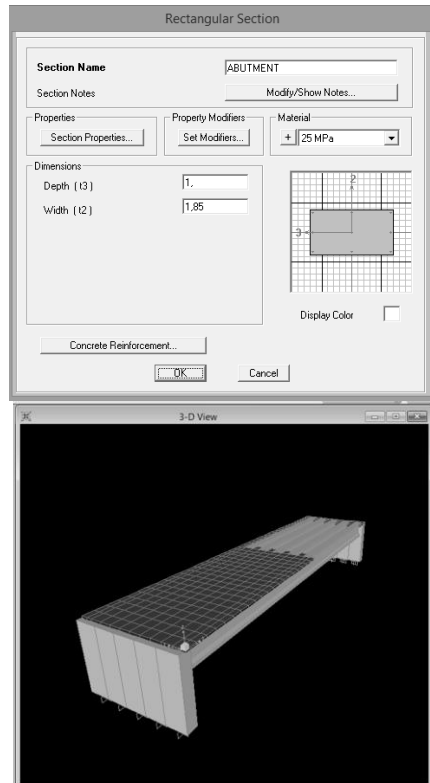 Rectangular Section
Section Name
ABUTMENT
Section Notes
Modify/Show Notes...
Properties
Section Properties...
Property Modifiers
Set Modifiers...
Material
+
25 MPa
Dimensions
Depth ( t3 )
1,
Width ( t2 )
1,85
2
3
Display Color
Concrete Reinforcement...
OK
Cancel
3-D View